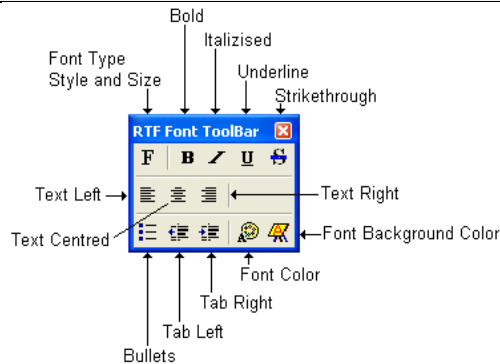 Bold
Italizised
Font Type
Style and Size
Underline
Strikethrough
RTF Font ToolBar
F B I U S
Text Left
Text Right
Text Centred
Font Background Color
A
Font Color
Tab Right
Tab Left
Bullets